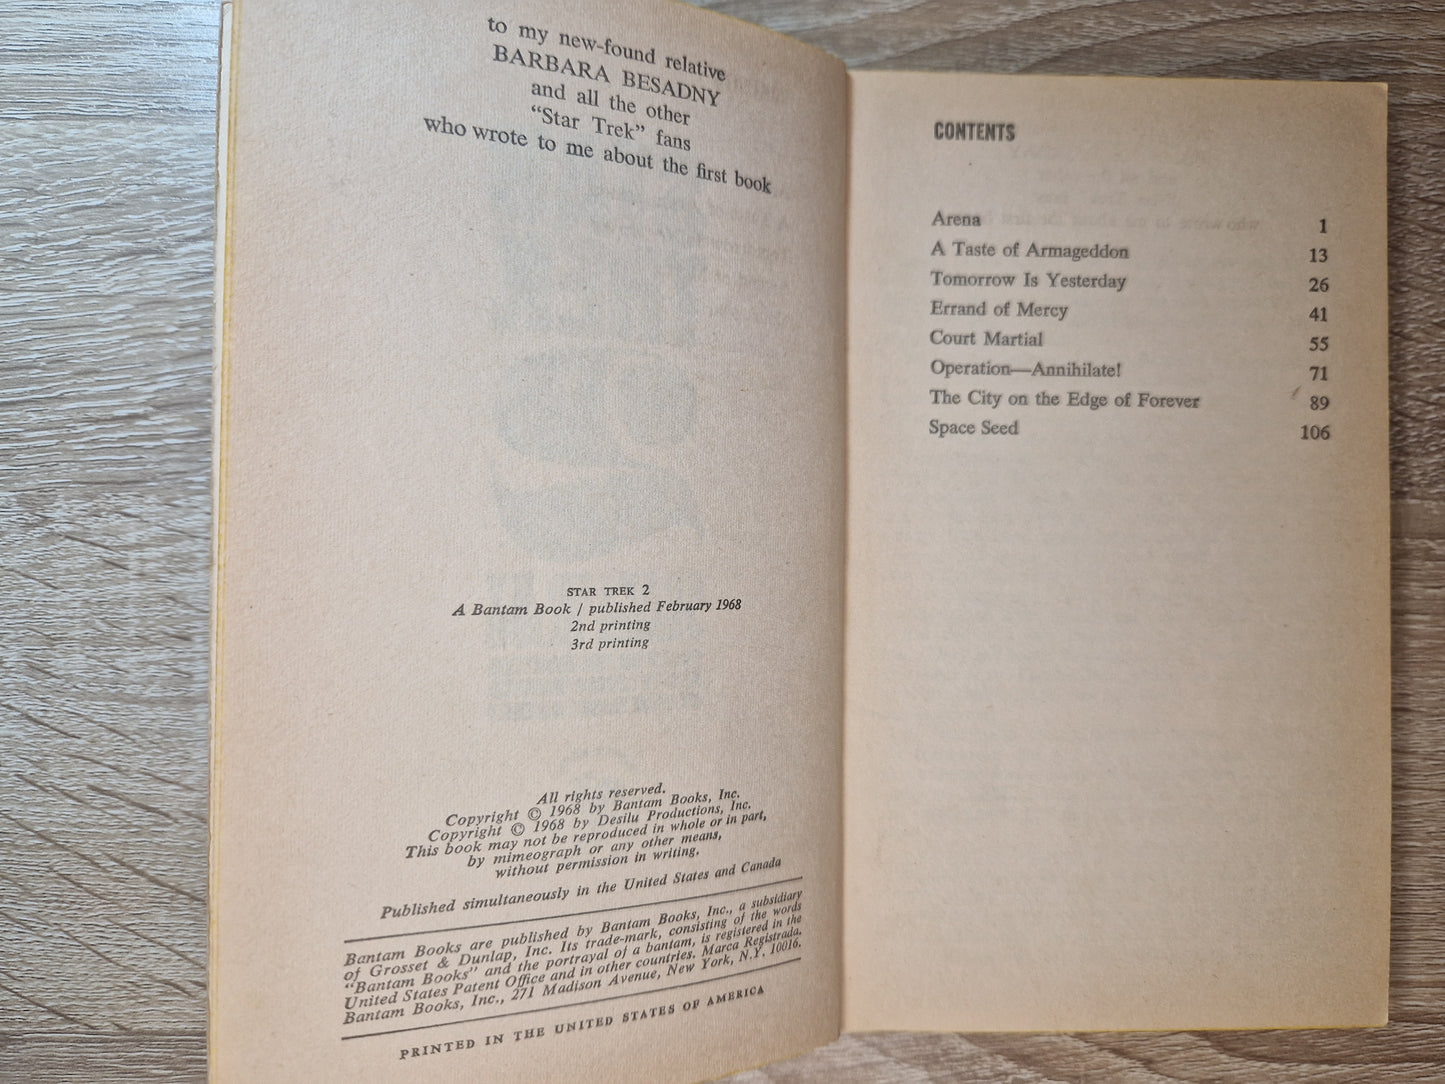 to my new-found relative
BARBARA BESADNY
and all the other
"Star Trek" fans
who wrote to me about the first book
STAR TREK 2
A Bantam Book / published February 1968
2nd printing
3rd printing
All rights reserved.
Copyright © 1968 by Bantam Books, Inc.
Copyright © 1968 by Desilu Productions, Inc.
This book may not be reproduced in whole or in part,
by mimeograph or any other means,
without permission in writing.
Published simultaneously in the United States and Canada
Bantam Books are published by Bantam Books, Inc., a subsidiary
of Grosset & Dunlap, Inc. Its trade-mark, consisting of the words
"Bantam Books" and the portrayal of a bantam, is registered in the
United States Patent Office and in other countries. Marca Registrada.
Bantam Books, Inc., 271 Madison Avenue, New York, N.Y. 10016.
PRINTED IN THE UNITED STATES OF AMERICA
CONTENTS
Arena 1
A Taste of Armageddon 13
Tomorrow Is Yesterday 26
Errand of Mercy 41
Court Martial 55
Operation—Annihilate! 71
The City on the Edge of Forever 89
Space Seed 106